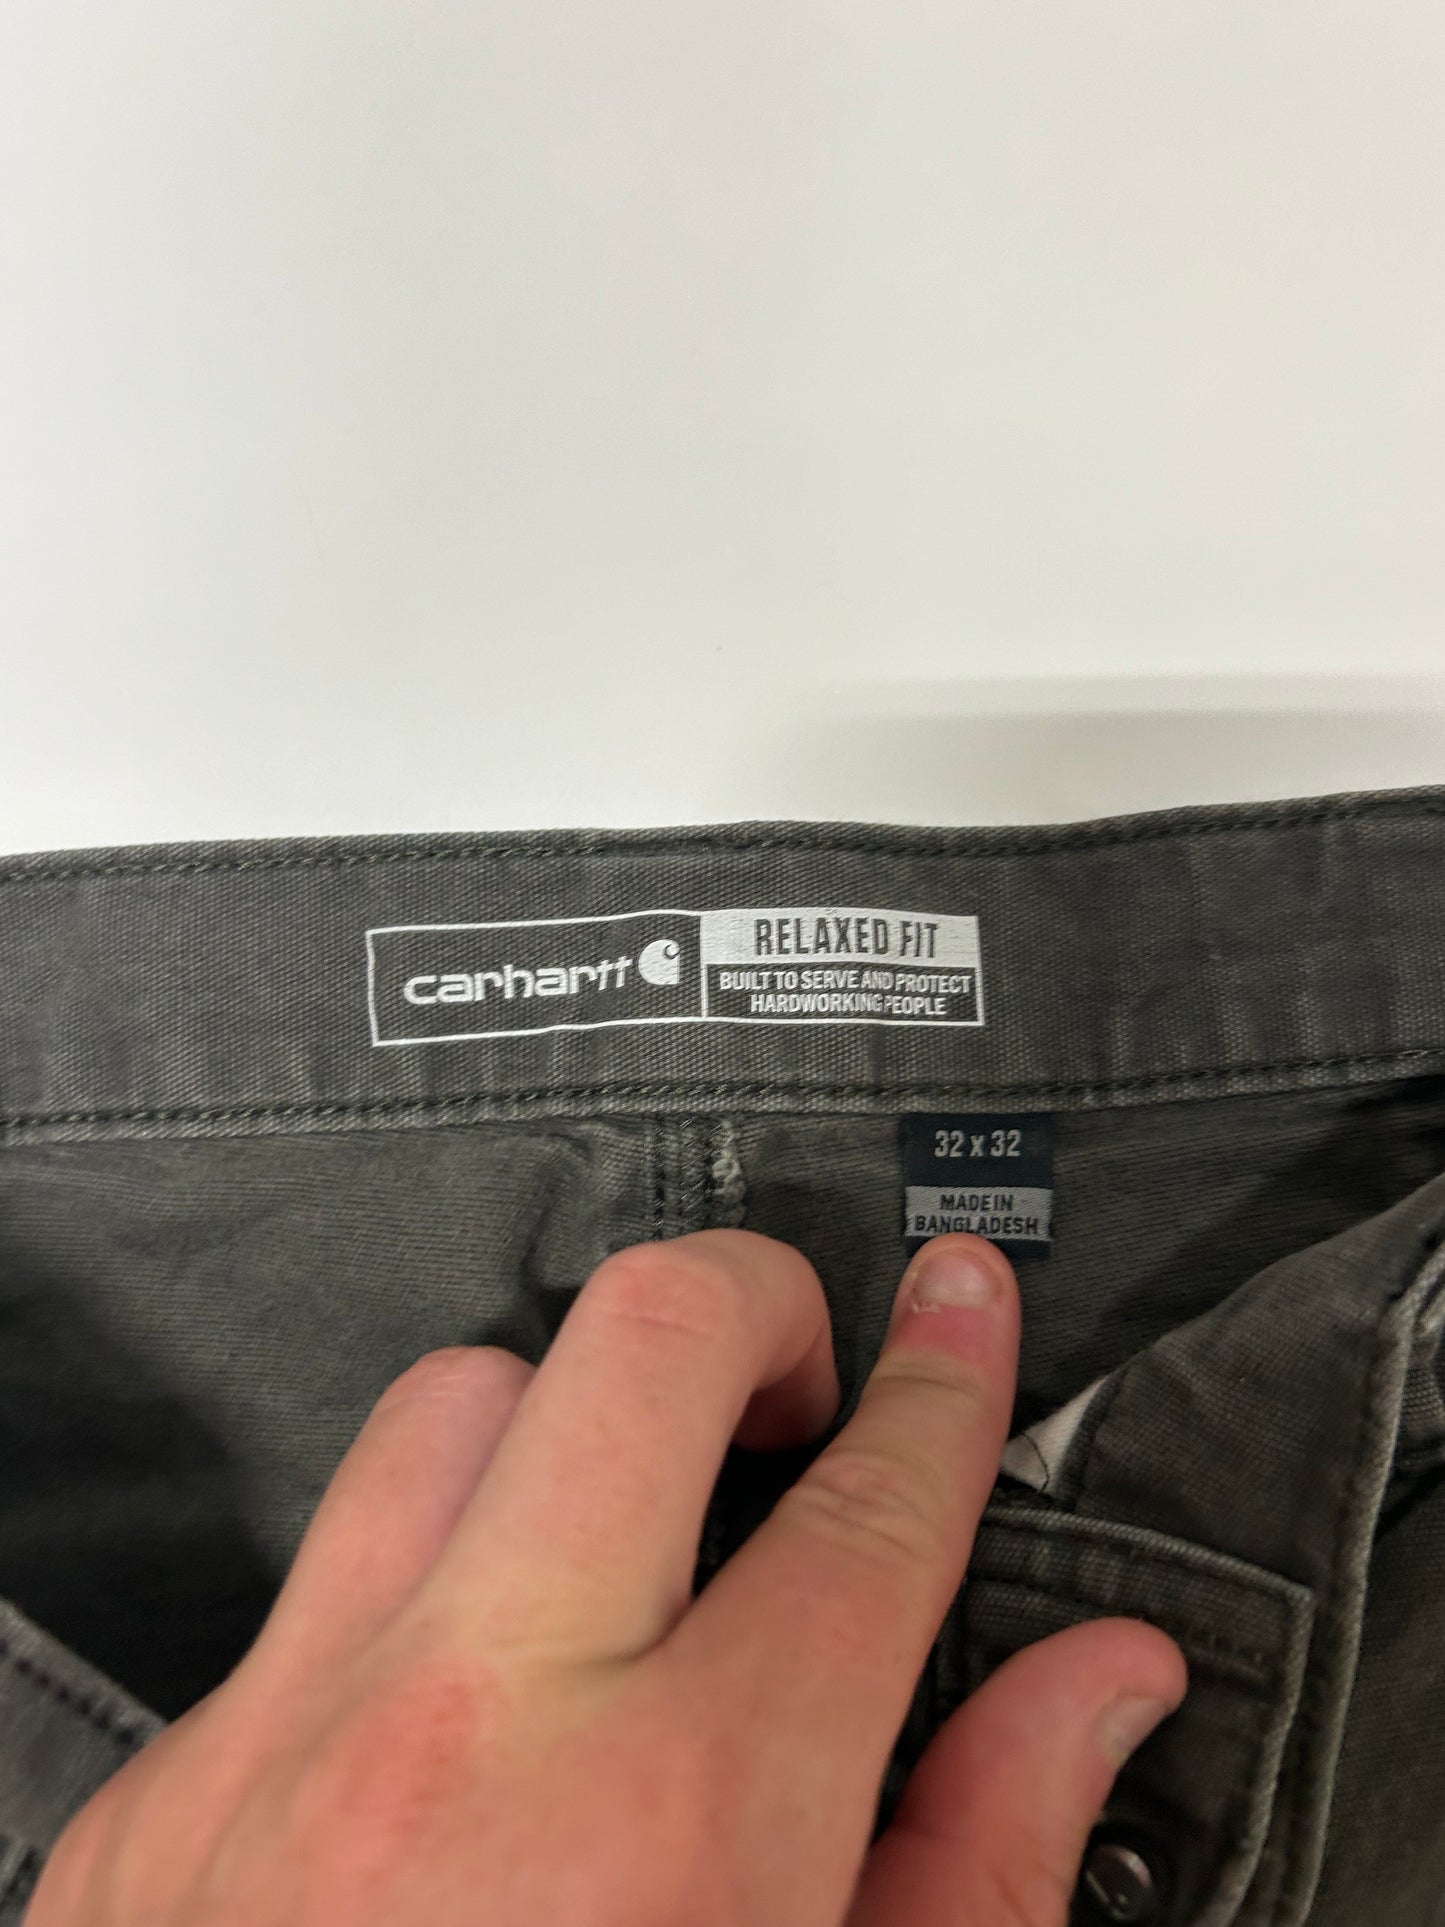 carhartt
RELAXED FIT
BUILT TO SERVE AND PROTECT
HARDWORKING PEOPLE
32 x 32
MADE IN
BANGLADESH